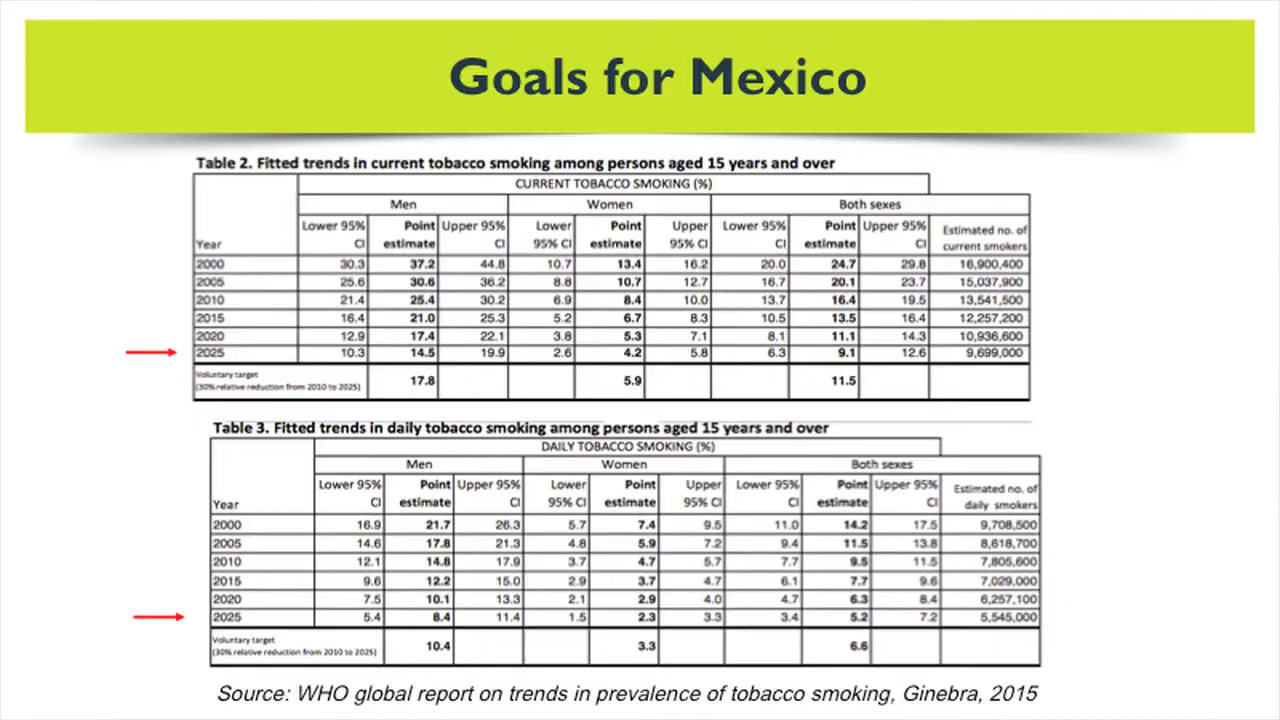 Goals for Mexico
Table 2. Fitted trends in current tobacco smoking among persons aged 15 years and over
CURRENT TOBACCO SMOKING (%)
Men Women Both sexes
Lower 95% Point Upper 95% Lower Point Upper Lower 95% Point Upper 95% Estimated no. of
Year CI estimate CI 95% CI estimate 95% CI CI estimate CI current smokers
2000 30.3 37.2 44.8 10.7 13.4 16.2 20.0 24.7 29.8 16,900,400
2005 25.6 30.6 36.2 8.8 10.7 12.7 16.7 20.1 23.7 15,037,900
2010 21.4 25.4 30.2 6.9 8.4 10.0 13.7 16.4 19.5 13,541,500
2015 16.4 21.0 25.3 5.2 6.7 8.3 10.5 13.5 16.4 12,257,200
2020 12.9 17.4 22.1 3.8 5.3 7.1 8.1 11.1 14.3 10,936,600
2025 10.3 14.5 19.9 2.6 4.2 5.8 6.3 9.1 12.6 9,699,000
Voluntary target
(30% relative reduction from 2010 to 2025) 17.8 5.9 11.5
Table 3. Fitted trends in daily tobacco smoking among persons aged 15 years and over
DAILY TOBACCO SMOKING (%)
Men Women Both sexes
Lower 95% Point Upper 95% Lower Point Upper Lower 95% Point Upper 95% Estimated no. of
Year CI estimate CI 95% CI estimate 95% CI CI estimate CI daily smokers
2000 16.9 21.7 26.3 5.7 7.4 9.5 11.0 14.2 17.5 9,708,500
2005 14.6 17.8 21.3 4.8 5.9 7.2 9.4 11.5 13.8 8,618,700
2010 12.1 14.8 17.9 3.7 4.7 5.7 7.7 9.5 11.5 7,805,600
2015 9.6 12.2 15.0 2.9 3.7 4.7 6.1 7.7 9.6 7,029,000
2020 7.5 10.1 13.3 2.1 2.9 4.0 4.7 6.3 8.4 6,257,100
2025 5.4 8.4 11.4 1.5 2.3 3.3 3.4 5.2 7.2 5,545,000
Voluntary target
(30% relative reduction from 2010 to 2025) 10.4 3.3 6.6
Source: WHO global report on trends in prevalence of tobacco smoking, Ginebra, 2015